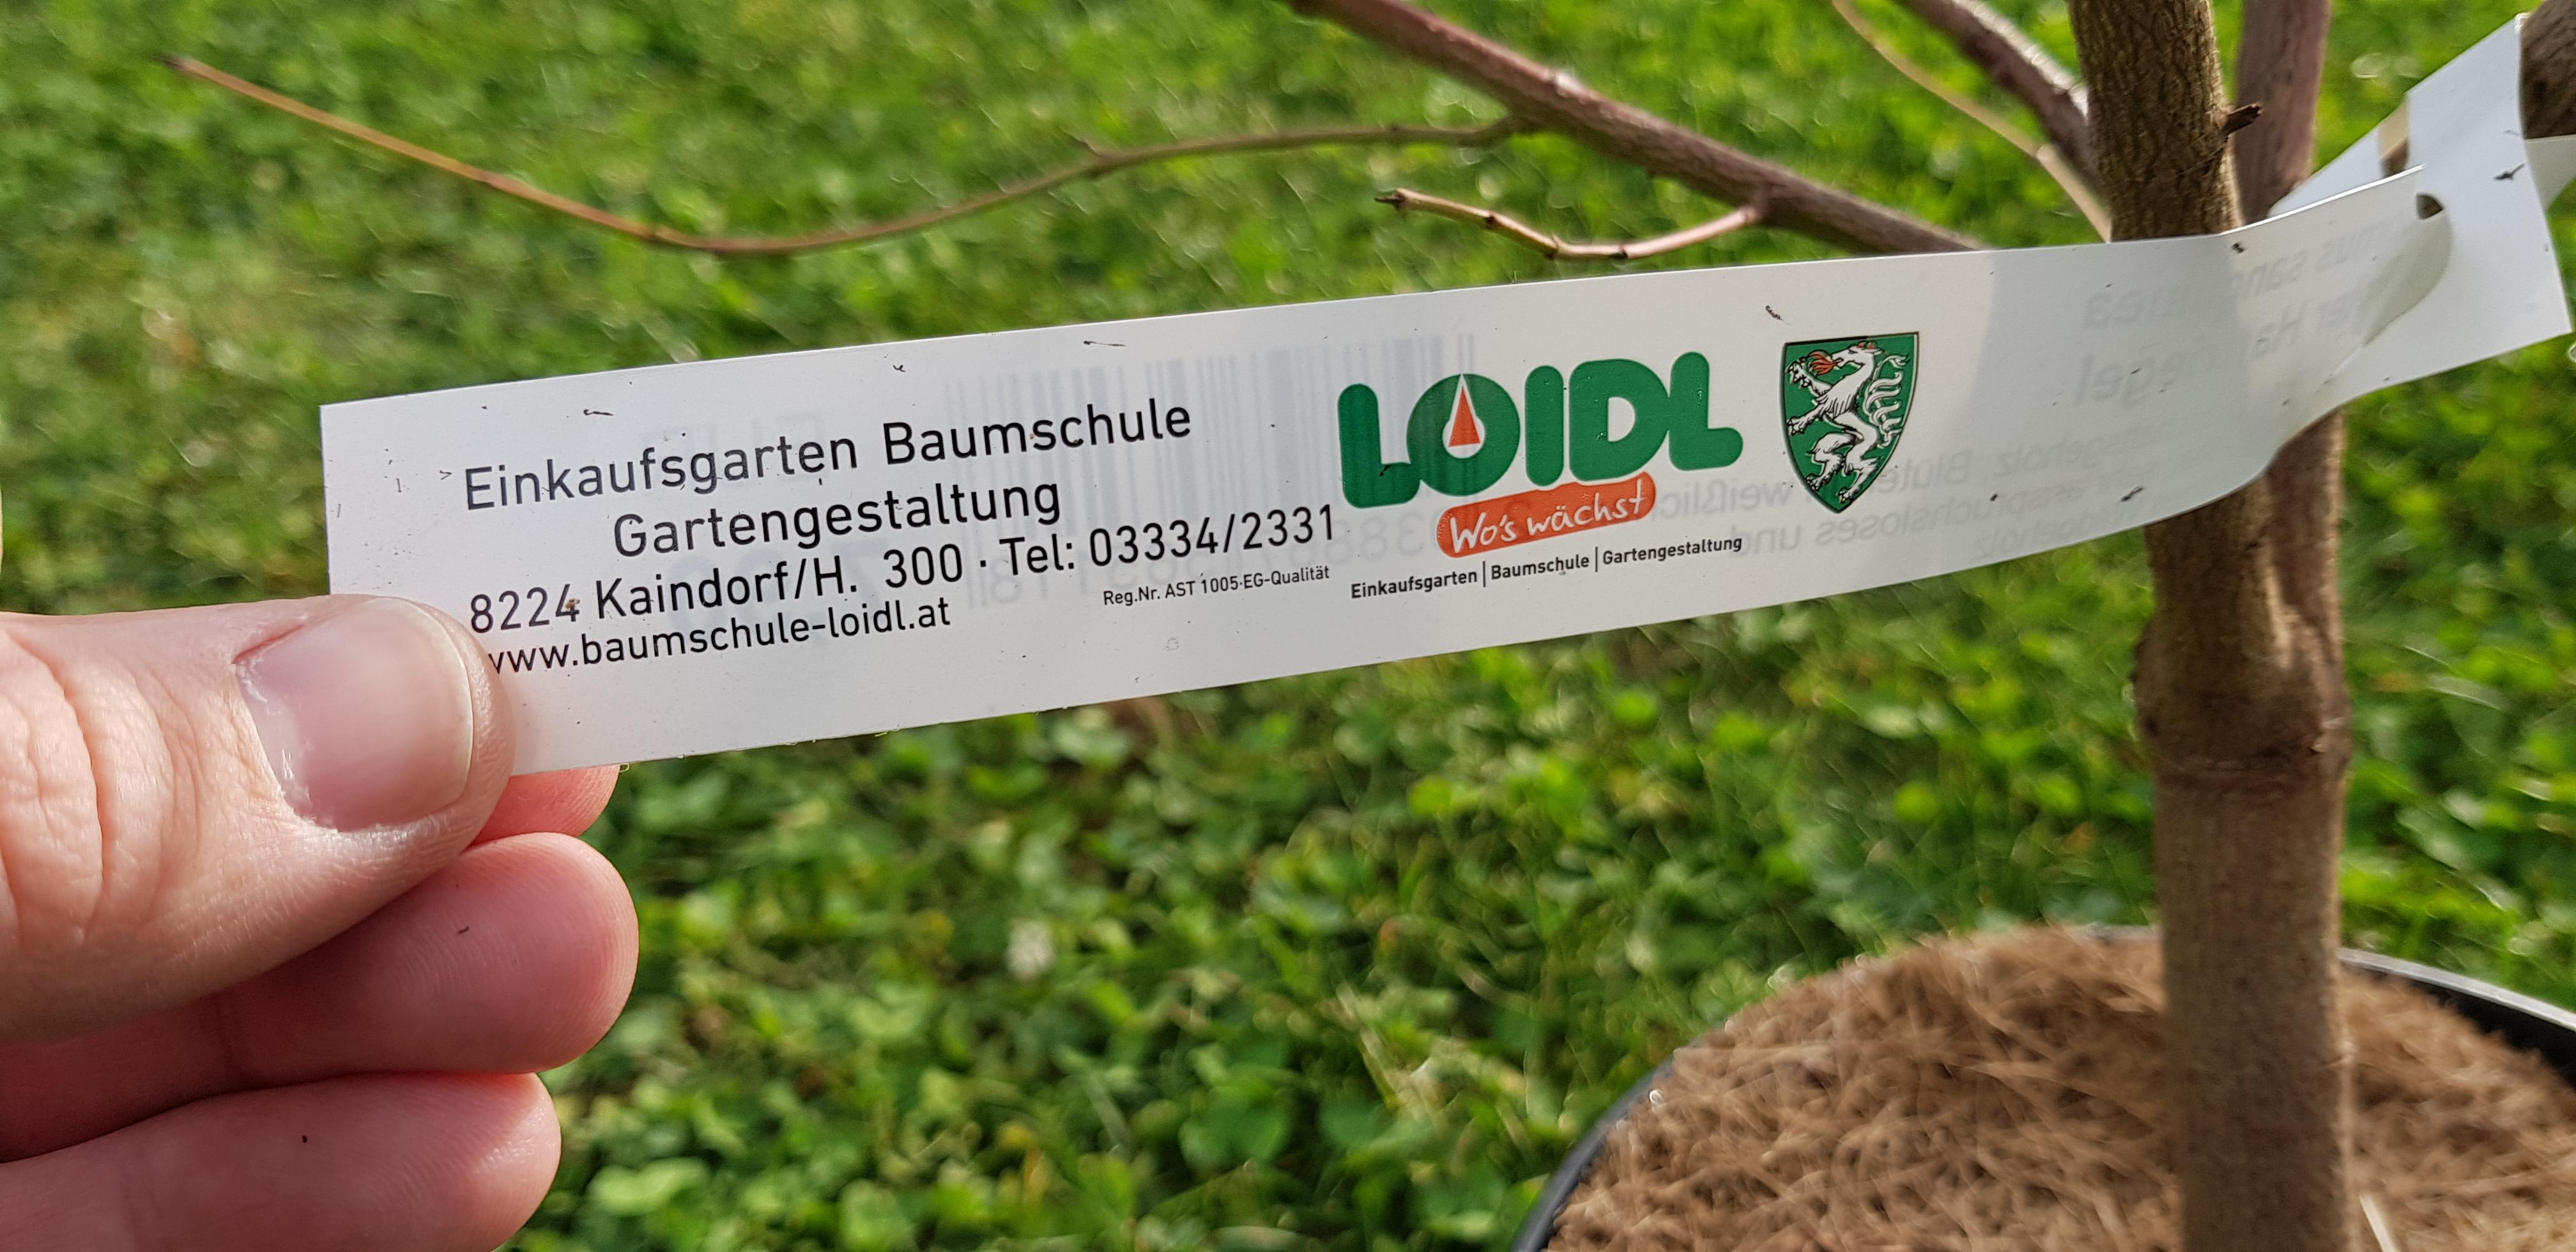 Einkaufsgarten Baumschule
Gartengestaltung
8224 Kaindorf/H. 300 · Tel: 03334/2331
www.baumschule-loidl.at
Reg.Nr. AST 1005-EG-Qualität
LOIDL
Wo's wächst
Einkaufsgarten | Baumschule | Gartengestaltung